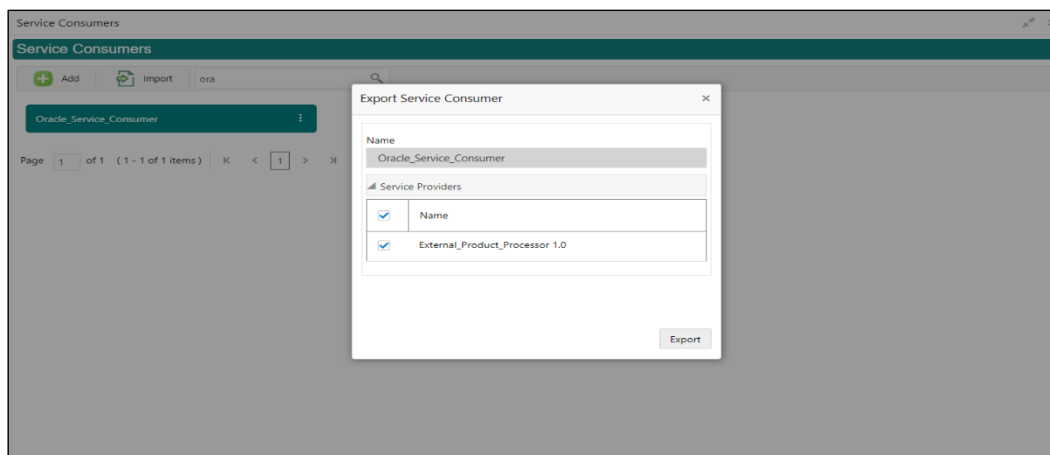 Service Consumers
Service Consumers
Add Import ora
Oracle_Service_Consumer
Page 1 of 1 (1 - 1 of 1 items) K < 1 > >|
Export Service Consumer ×
Name
Oracle_Service_Consumer
Service Providers
Name
External_Product_Processor 1.0
Export